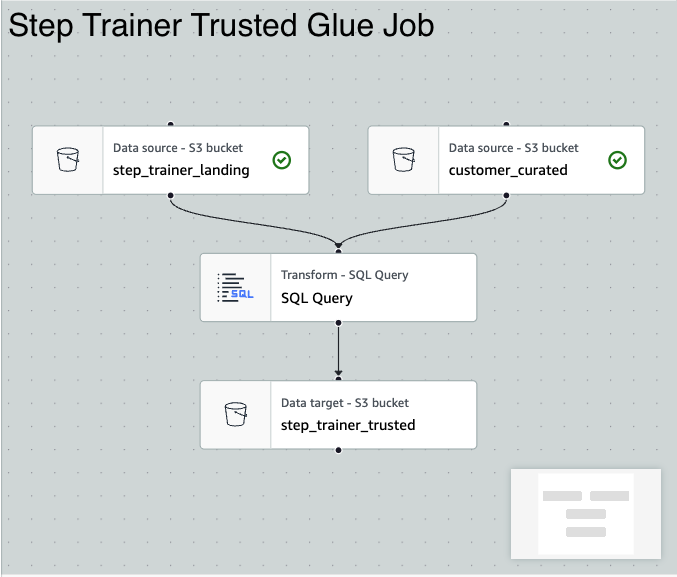 Step Trainer Trusted Glue Job
Data source - S3 bucket
step_trainer_landing
Data source - S3 bucket
customer_curated
Transform - SQL Query
SQL
SQL Query
Data target - S3 bucket
step_trainer_trusted